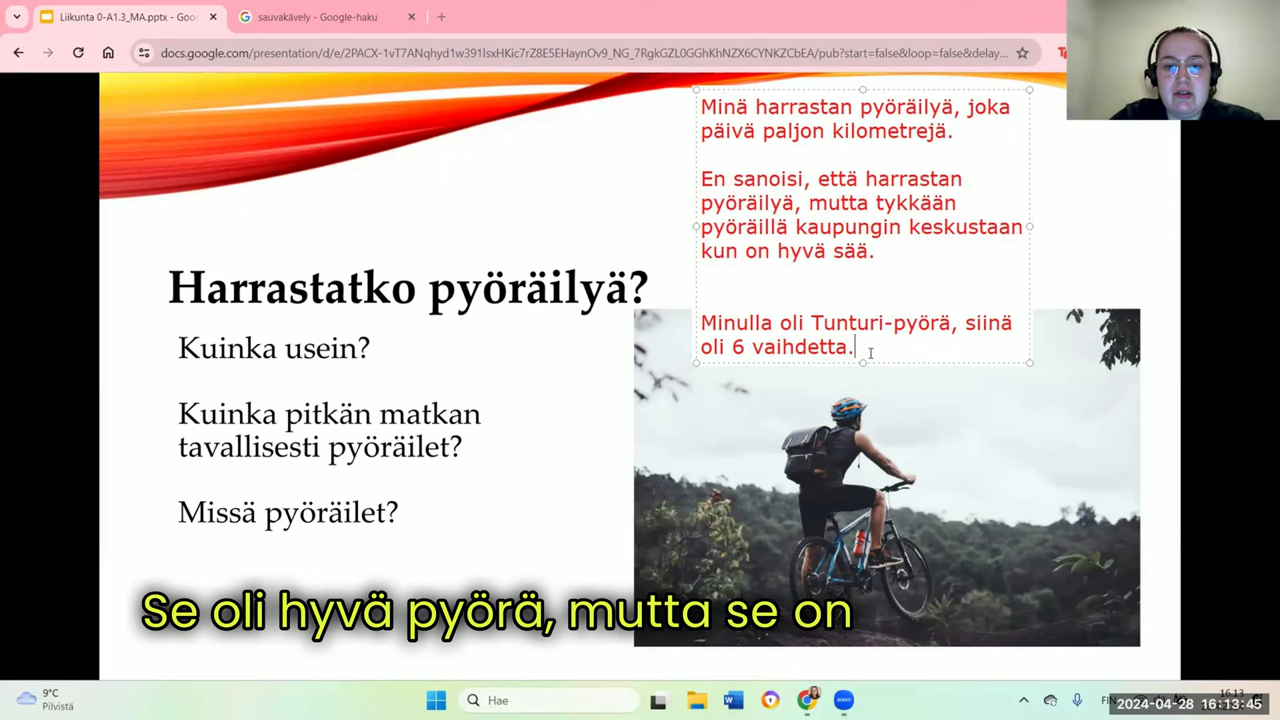 Liikunta 0-A1.3_MA.pptx - Goo
sauvakävely - Google-haku
docs.google.com/presentation/d/e/2PACX-1vT7ANqhyd1w391lsxHKic7rZ8E5EHaynOv9_NG_7RgkGZL0GGhKhNZX6CYNKZCbEA/pub?start=false&loop=false&delay...
Minä harrastan pyöräilyä, joka
päivä paljon kilometrejä.
En sanoisi, että harrastan
pyöräilyä, mutta tykkään
pyöräillä kaupungin keskustaan
kun on hyvä sää.
Minulla oli Tunturi-pyörä, siinä
oli 6 vaihdetta.
Harrastatko pyöräilyä?
Kuinka usein?
Kuinka pitkän matkan
tavallisesti pyöräilet?
Missä pyöräilet?
Se oli hyvä pyörä, mutta se on
9°C
Pilvistä
Hae
zoom
FIN
16.13
2024-04-28 16:13:45